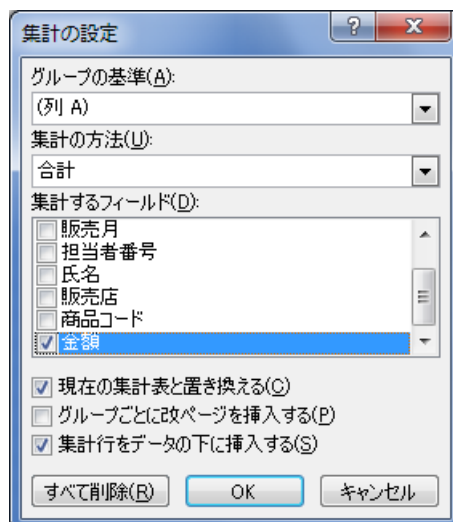 集計の設定
グループの基準(A):
(列 A)
集計の方法(U):
合計
集計するフィールド(D):
販売月
担当者番号
氏名
販売店
商品コード
金額
現在の集計表と置き換える(C)
グループごとに改ページを挿入する(P)
集計行をデータの下に挿入する(S)
すべて削除(R) OK キャンセル